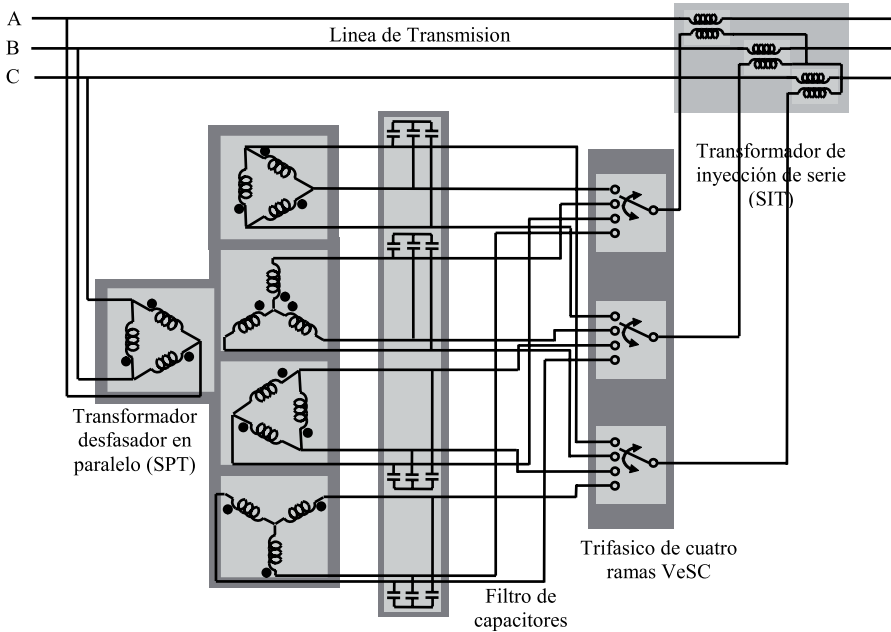 A
B
Linea de Transmision
C
Transformador de
inyección de serie
(SIT)
Transformador
desfasador en
paralelo (SPT)
Trifasico de cuatro
ramas VeSC
Filtro de
capacitores